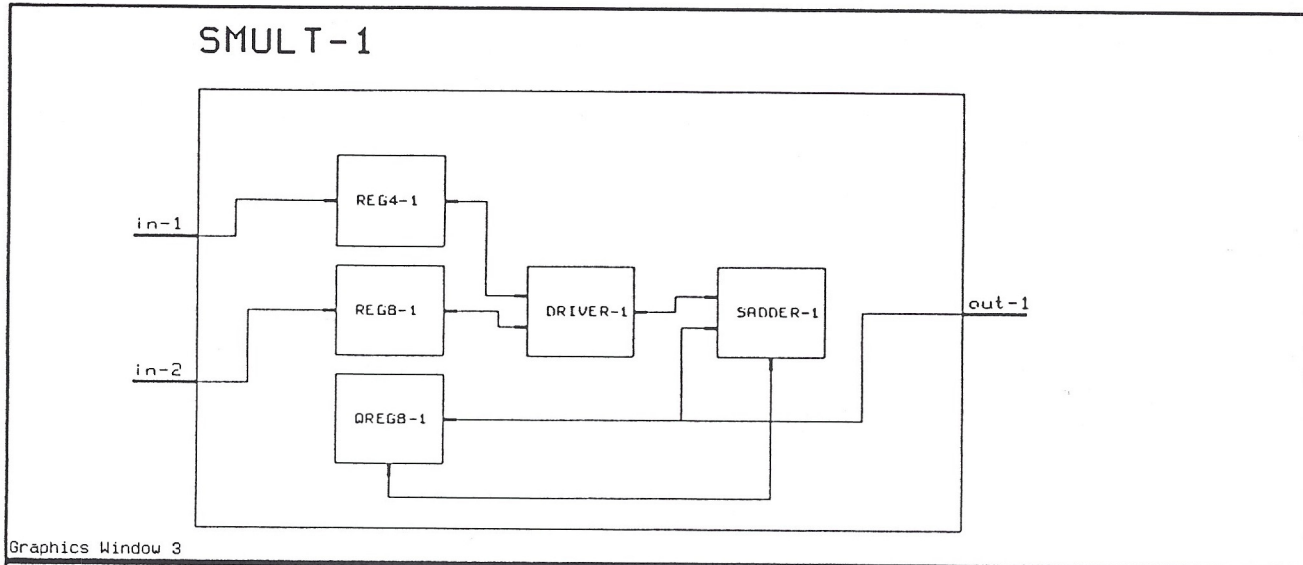 SMULT-1
REG4-1
in-1
REG8-1
DRIVER-1
SADDER-1
out-1
in-2
QREG8-1
Graphics Window 3